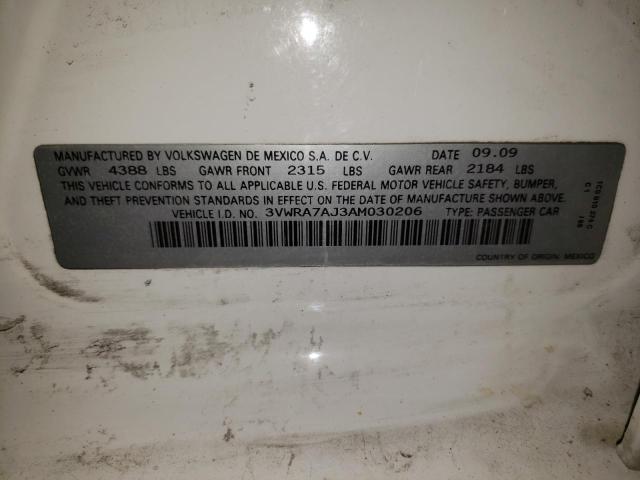 MANUFACTURED BY VOLKSWAGEN DE MEXICO S.A. DE C.V. DATE 09.09
GVWR 4388 LBS GAWR FRONT 2315 LBS GAWR REAR 2184 LBS
THIS VEHICLE CONFORMS TO ALL APPLICABLE U.S. FEDERAL MOTOR VEHICLE SAFETY, BUMPER,
AND THEFT PREVENTION STANDARDS IN EFFECT ON THE DATE OF MANUFACTURE SHOWN ABOVE.
VEHICLE I.D. NO. 3VWRA7AJ3AM030206 TYPE: PASSENGER CAR
COUNTRY OF ORIGIN: MEXICO